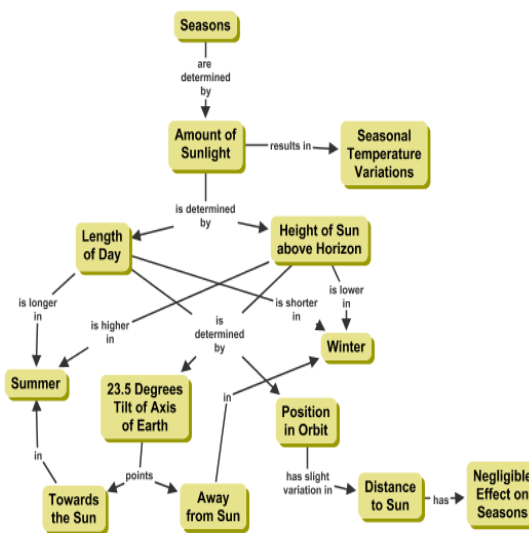 Seasons
are
determined
by
Amount of
Sunlight
results in
Seasonal
Temperature
Variations
is determined
by
Length
of Day
Height of Sun
above Horizon
is longer
in
is higher
in
is
determined
by
is shorter
in
is lower
in
Summer
23.5 Degrees
Tilt of Axis
of Earth
in
Winter
Position
in Orbit
in
points
has slight
variation in
Towards
the Sun
Away
from Sun
Distance
to Sun
has
Negligible
Effect on
Seasons